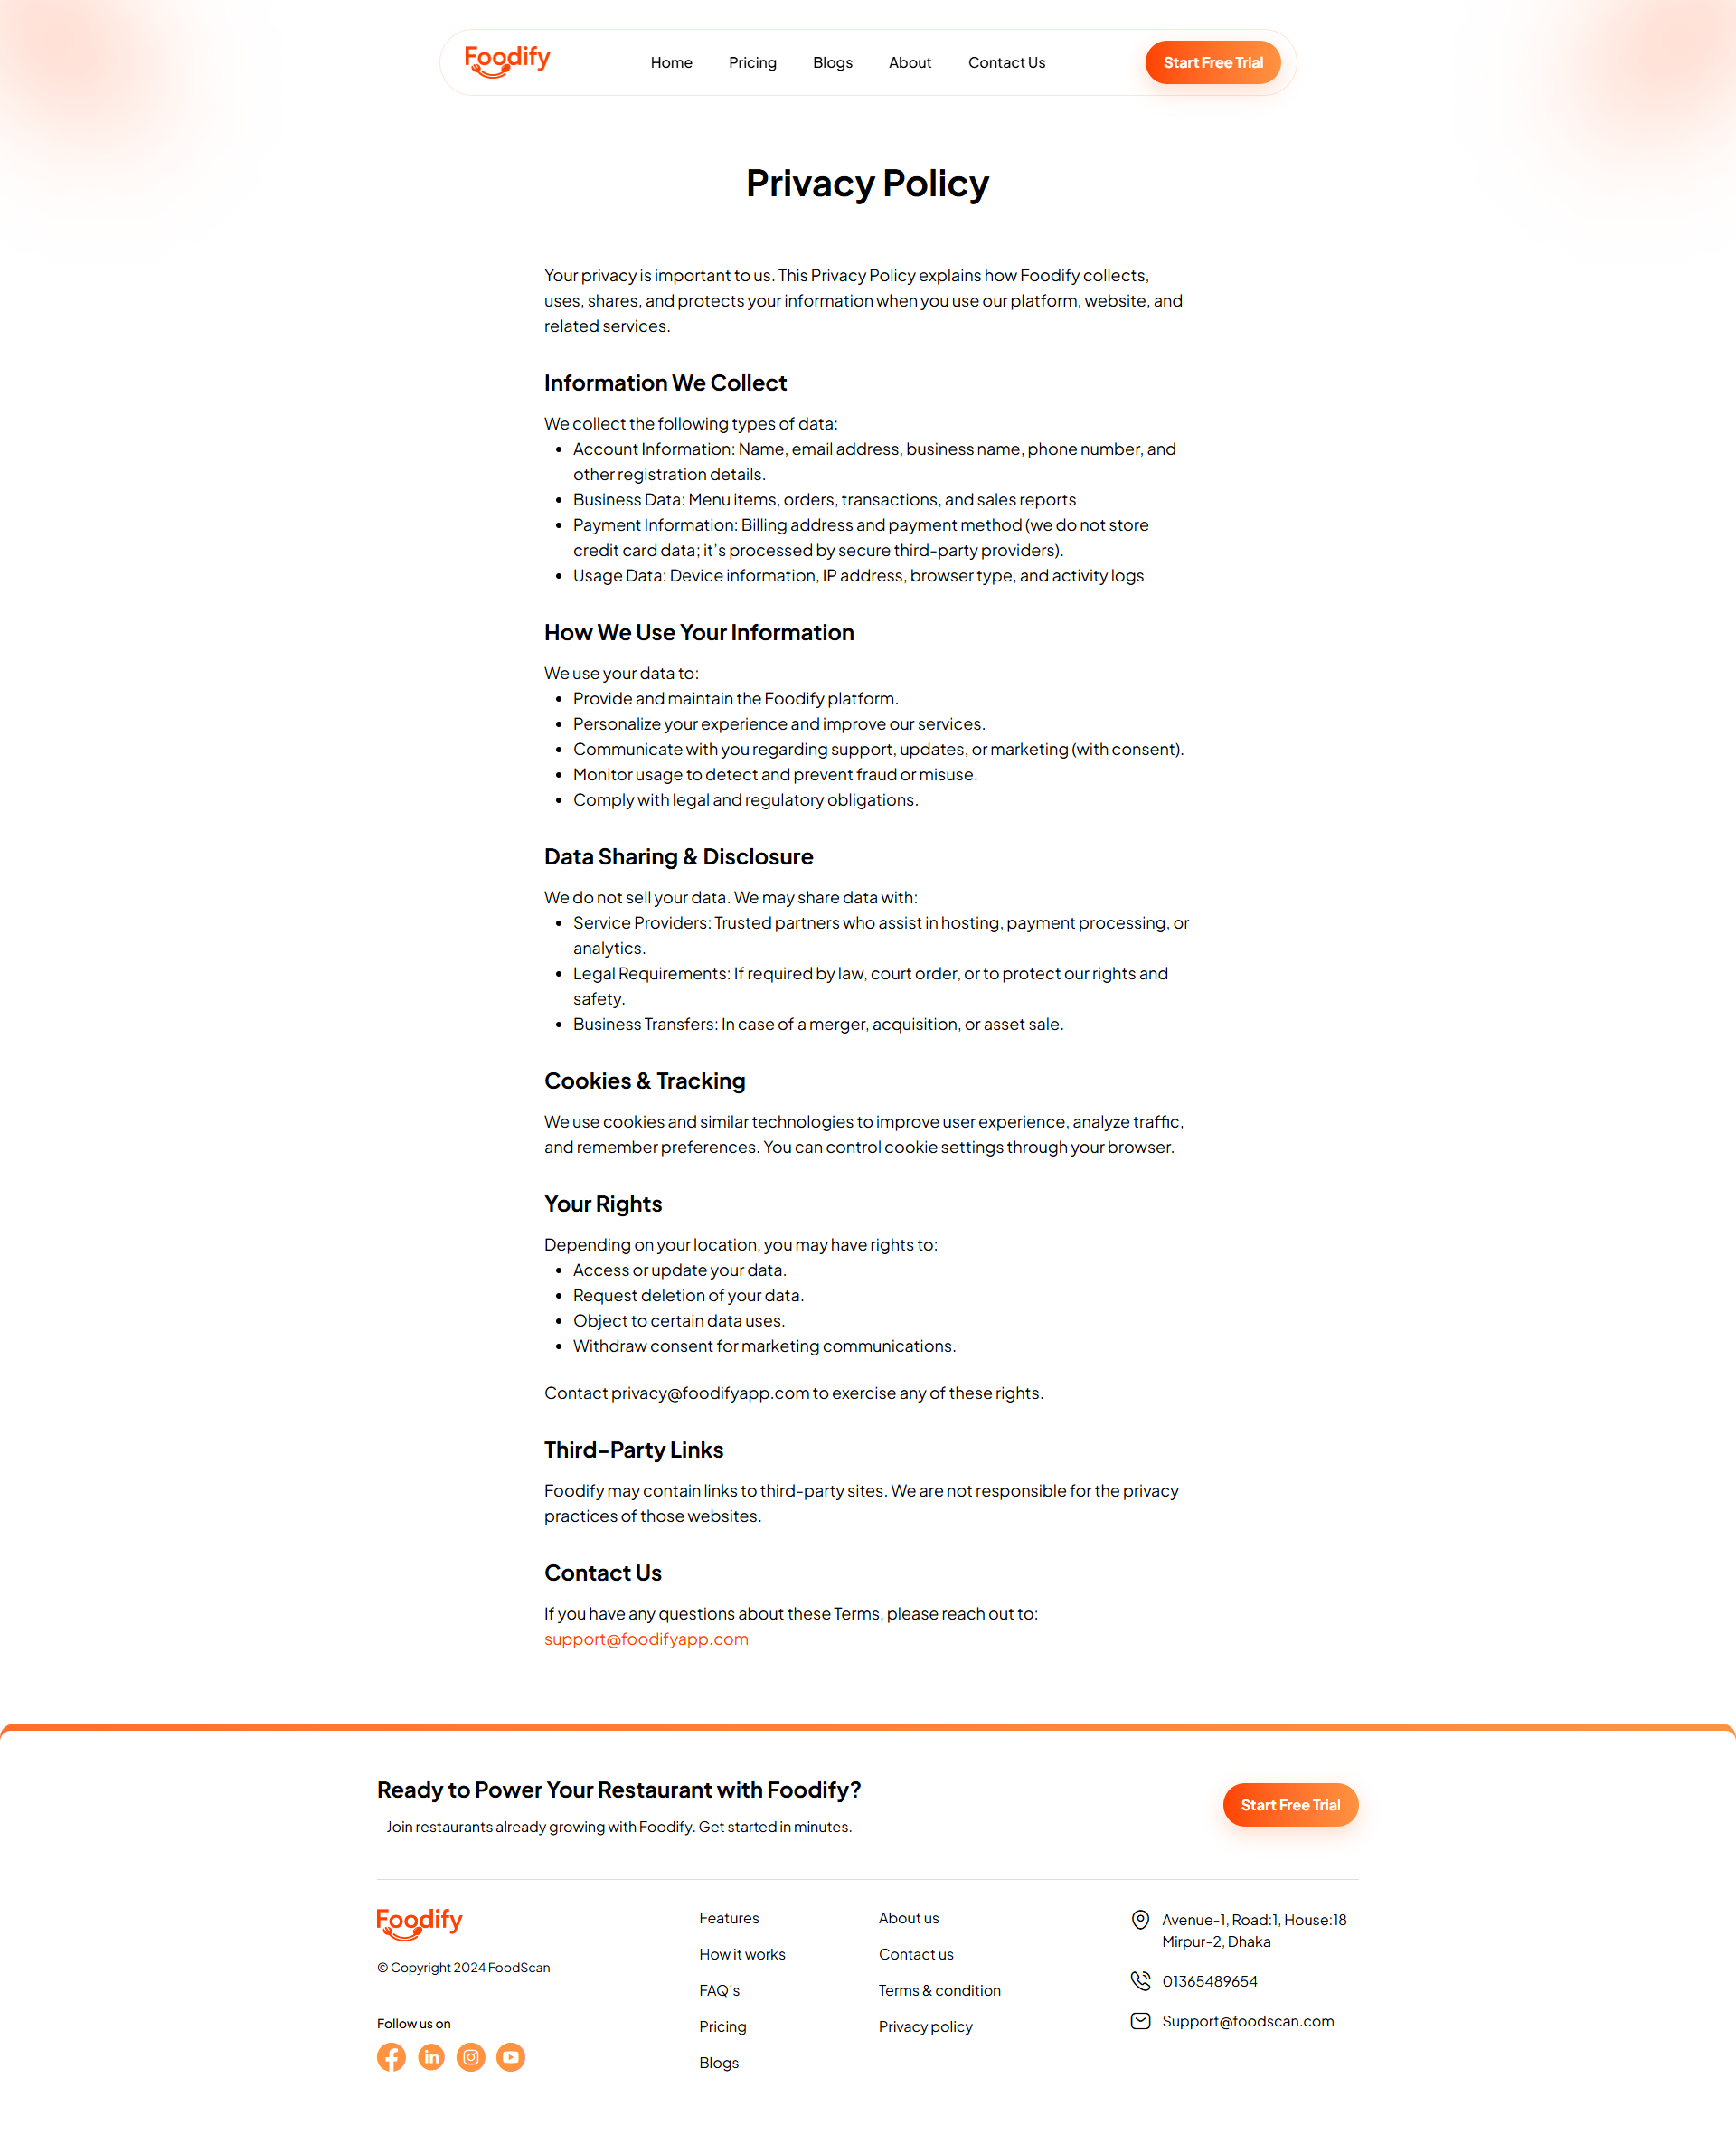 Foodify
Home
Pricing
Blogs
About
Contact Us
Start Free Trial
Privacy Policy
Your privacy is important to us. This Privacy Policy explains how Foodify collects,
uses, shares, and protects your information when you use our platform, website, and
related services.
Information We Collect
We collect the following types of data:
• Account Information: Name, email address, business name, phone number, and
other registration details.
• Business Data: Menu items, orders, transactions, and sales reports
• Payment Information: Billing address and payment method (we do not store
credit card data; it's processed by secure third-party providers).
• Usage Data: Device information, IP address, browser type, and activity logs
How We Use Your Information
We use your data to:
• Provide and maintain the Foodify platform.
• Personalize your experience and improve our services.
• Communicate with you regarding support, updates, or marketing (with consent).
• Monitor usage to detect and prevent fraud or misuse.
• Comply with legal and regulatory obligations.
Data Sharing & Disclosure
We do not sell your data. We may share data with:
• Service Providers: Trusted partners who assist in hosting, payment processing, or
analytics.
• Legal Requirements: If required by law, court order, or to protect our rights and
safety.
• Business Transfers: In case of a merger, acquisition, or asset sale.
Cookies & Tracking
We use cookies and similar technologies to improve user experience, analyze traffic,
and remember preferences. You can control cookie settings through your browser.
Your Rights
Depending on your location, you may have rights to:
• Access or update your data.
• Request deletion of your data.
• Object to certain data uses.
• Withdraw consent for marketing communications.
Contact privacy@foodifyapp.com to exercise any of these rights.
Third-Party Links
Foodify may contain links to third-party sites. We are not responsible for the privacy
practices of those websites.
Contact Us
If you have any questions about these Terms, please reach out to:
support@foodifyapp.com
Ready to Power Your Restaurant with Foodify?
Join restaurants already growing with Foodify. Get started in minutes.
Start Free Trial
Foodify
© Copyright 2024 FoodScan
Follow us on
in
Features
How it works
FAQ's
Pricing
Blogs
About us
Contact us
Terms & condition
Privacy policy
Avenue-1, Road:1, House:18
Mirpur-2, Dhaka
01365489654
Support@foodscan.com